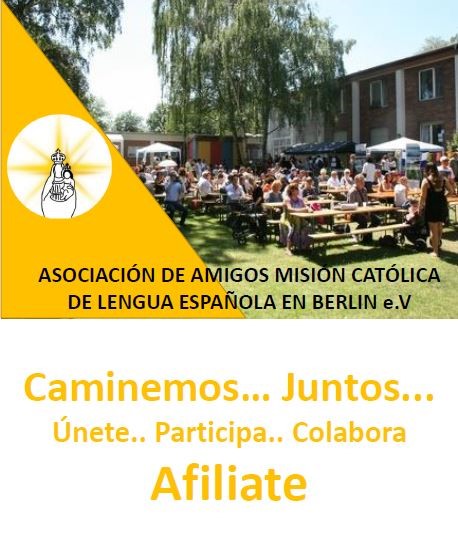 ASOCIACIÓN DE AMIGOS MISIÓN CATÓLICA
DE LENGUA ESPAÑOLA EN BERLIN e.V
Caminemos... Juntos...
Únete.. Participa.. Colabora
Afiliate